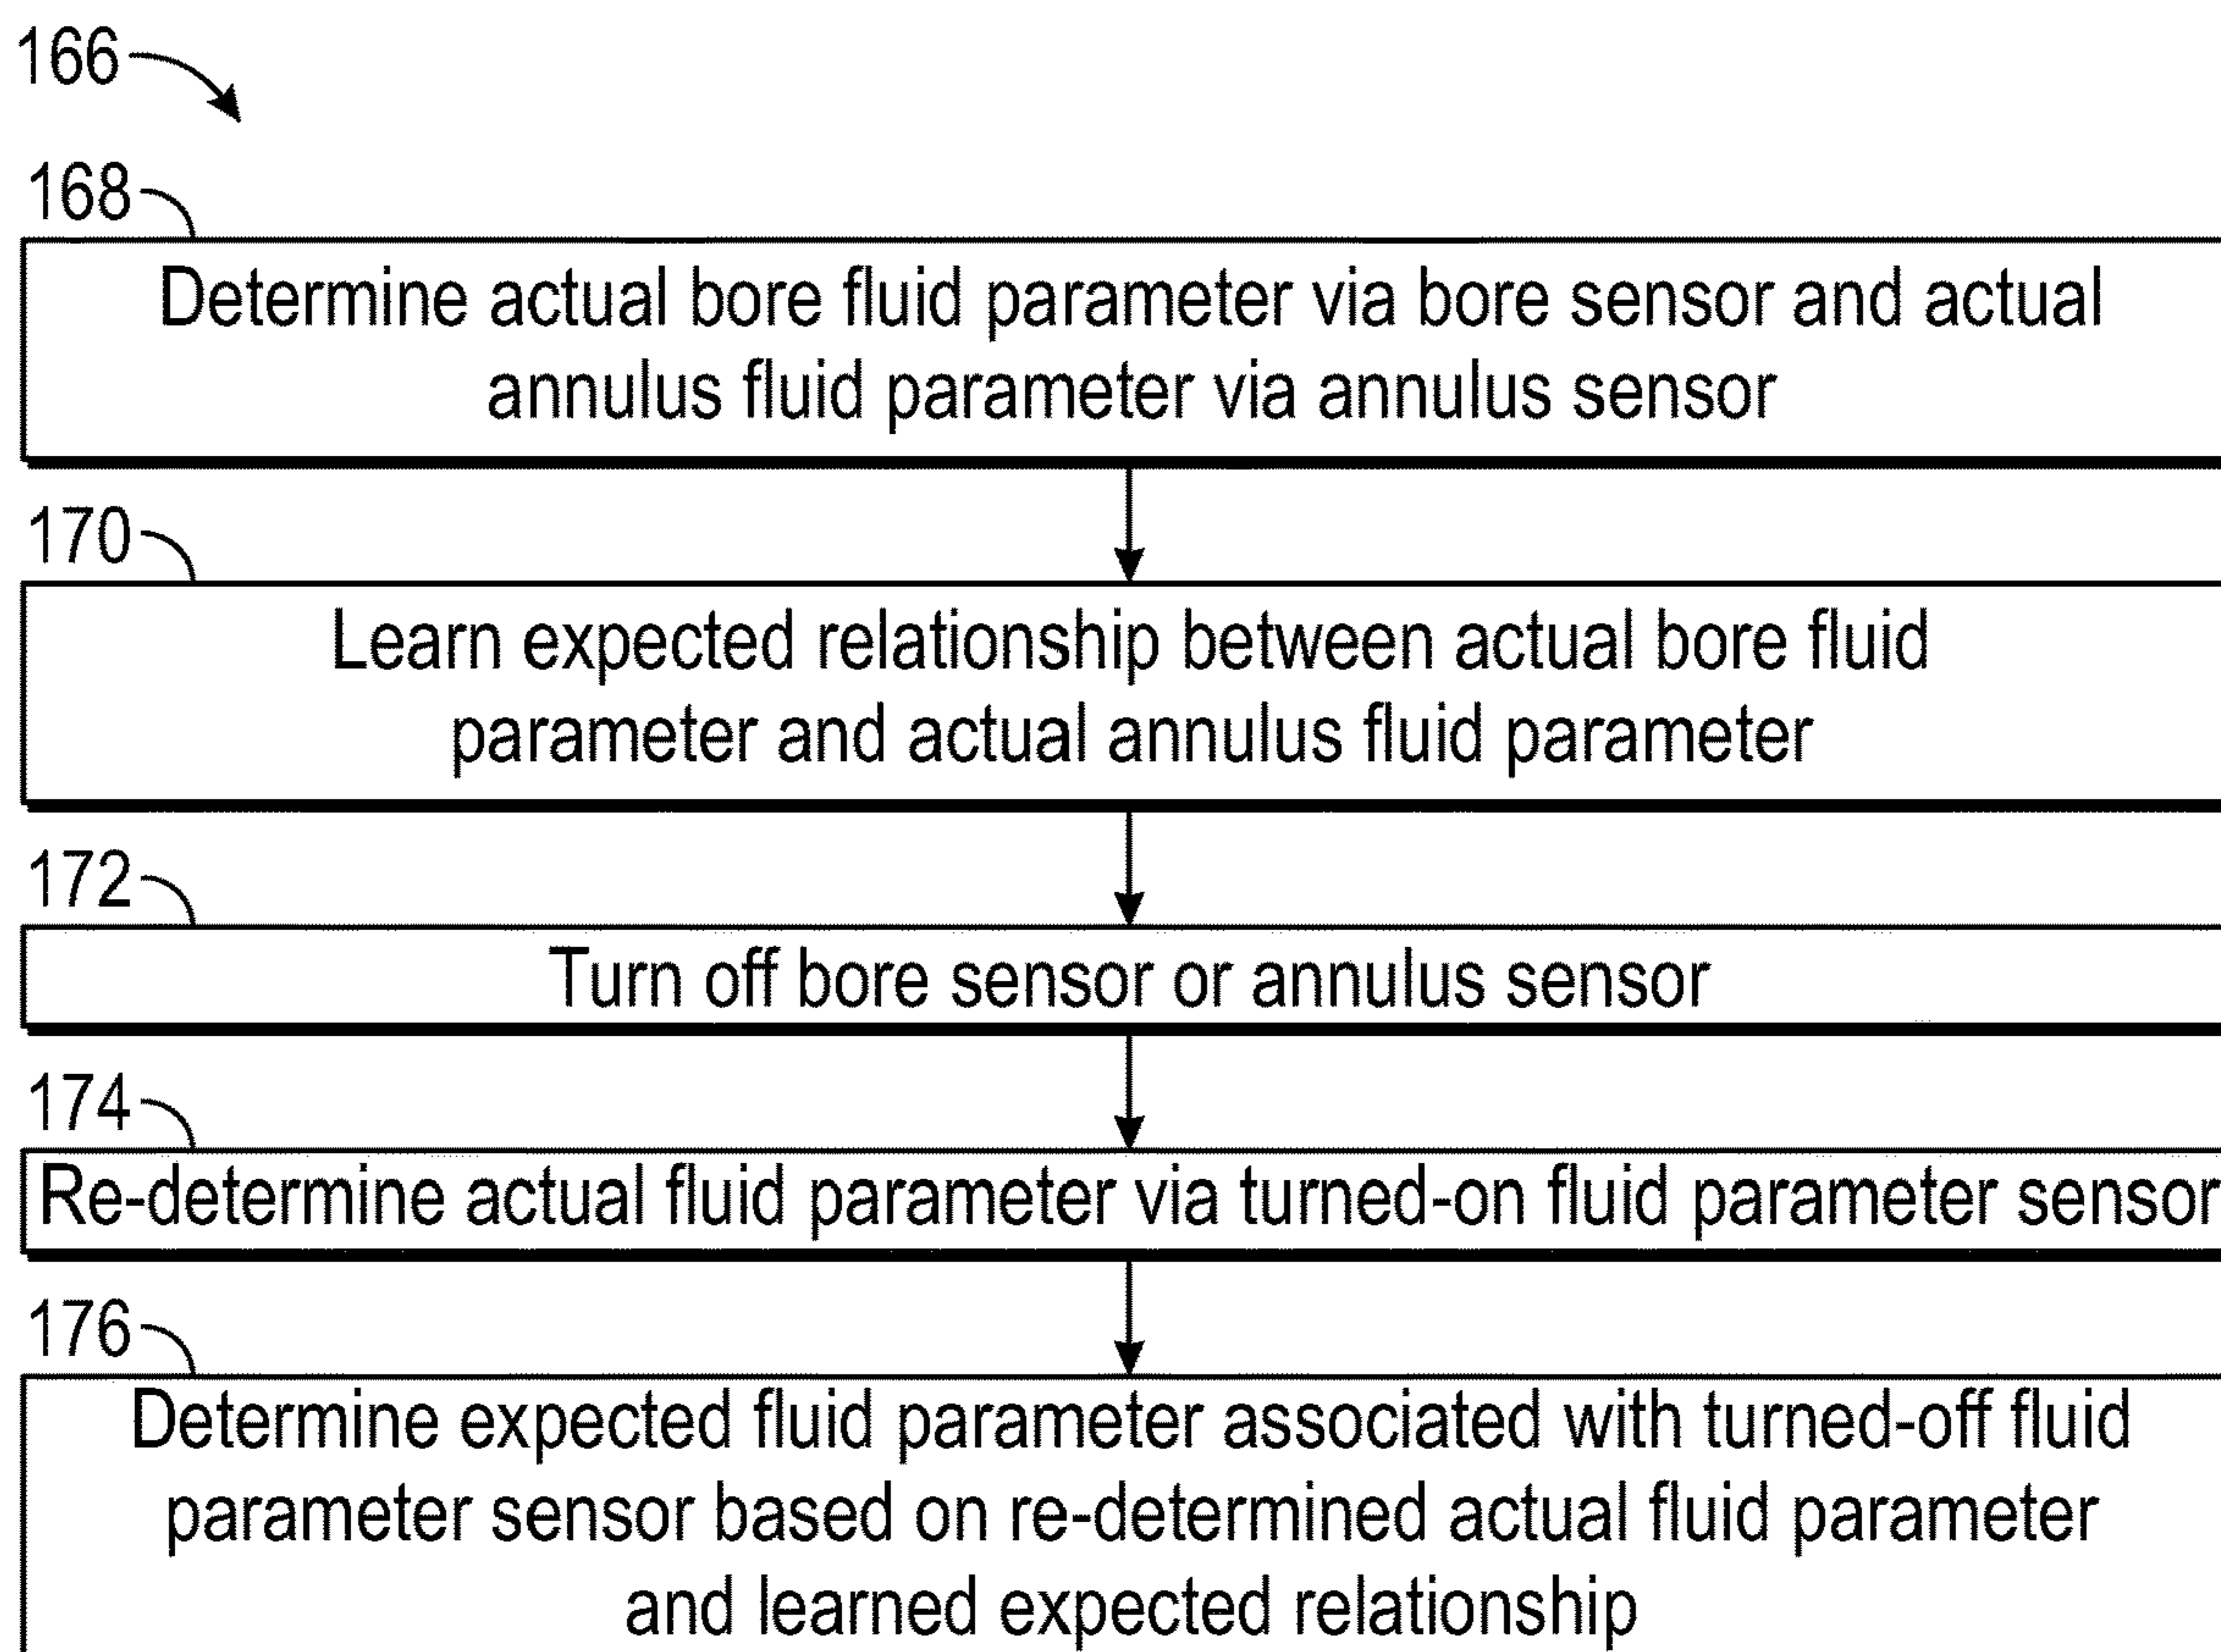 166
168
Determine actual bore fluid parameter via bore sensor and actual
annulus fluid parameter via annulus sensor
170
Learn expected relationship between actual bore fluid
parameter and actual annulus fluid parameter
172
Turn off bore sensor or annulus sensor
174
Re-determine actual fluid parameter via turned-on fluid parameter sensor
176
Determine expected fluid parameter associated with turned-off fluid
parameter sensor based on re-determined actual fluid parameter
and learned expected relationship